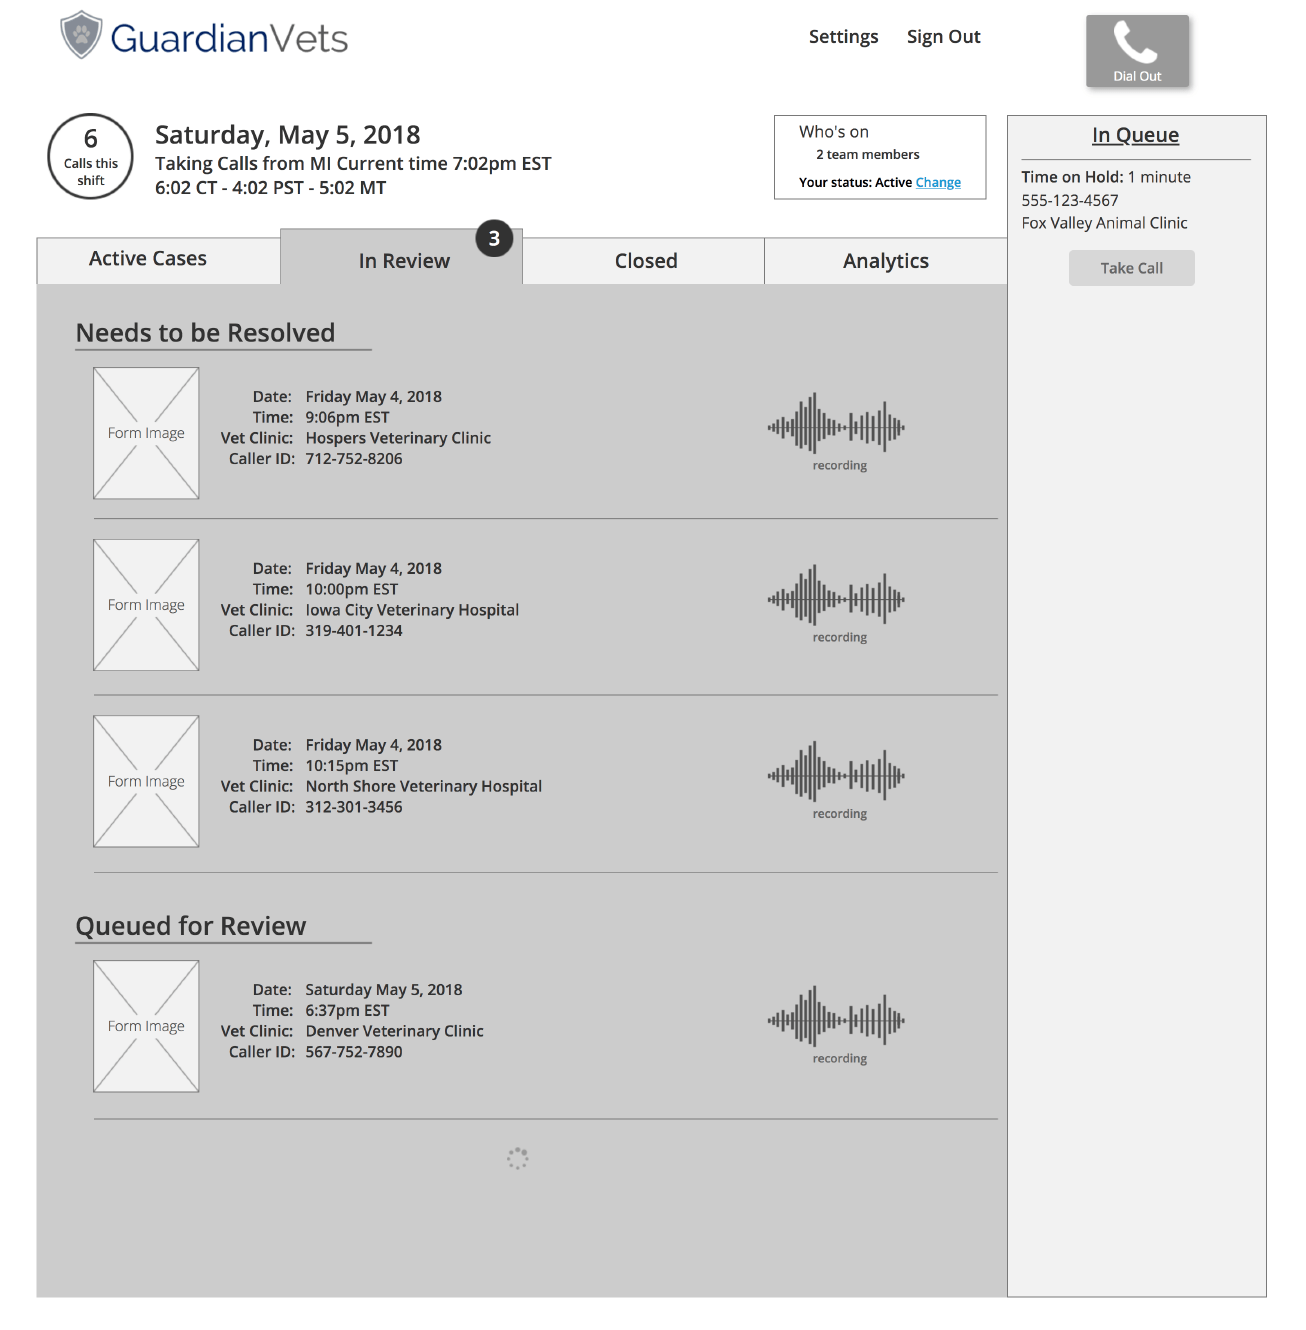 GuardianVets
Settings Sign Out
Dial Out
6
Calls this
shift
Saturday, May 5, 2018
Taking Calls from MI Current time 7:02pm EST
6:02 CT - 4:02 PST - 5:02 MT
Who's on
2 team members
Your status: Active Change
In Queue
Time on Hold: 1 minute
555-123-4567
Fox Valley Animal Clinic
Take Call
Active Cases
In Review
3
Closed
Analytics
Needs to be Resolved
Form Image
Date: Friday May 4, 2018
Time: 9:06pm EST
Vet Clinic: Hospers Veterinary Clinic
Caller ID: 712-752-8206
recording
Form Image
Date: Friday May 4, 2018
Time: 10:00pm EST
Vet Clinic: Iowa City Veterinary Hospital
Caller ID: 319-401-1234
recording
Form Image
Date: Friday May 4, 2018
Time: 10:15pm EST
Vet Clinic: North Shore Veterinary Hospital
Caller ID: 312-301-3456
recording
Queued for Review
Form Image
Date: Saturday May 5, 2018
Time: 6:37pm EST
Vet Clinic: Denver Veterinary Clinic
Caller ID: 567-752-7890
recording